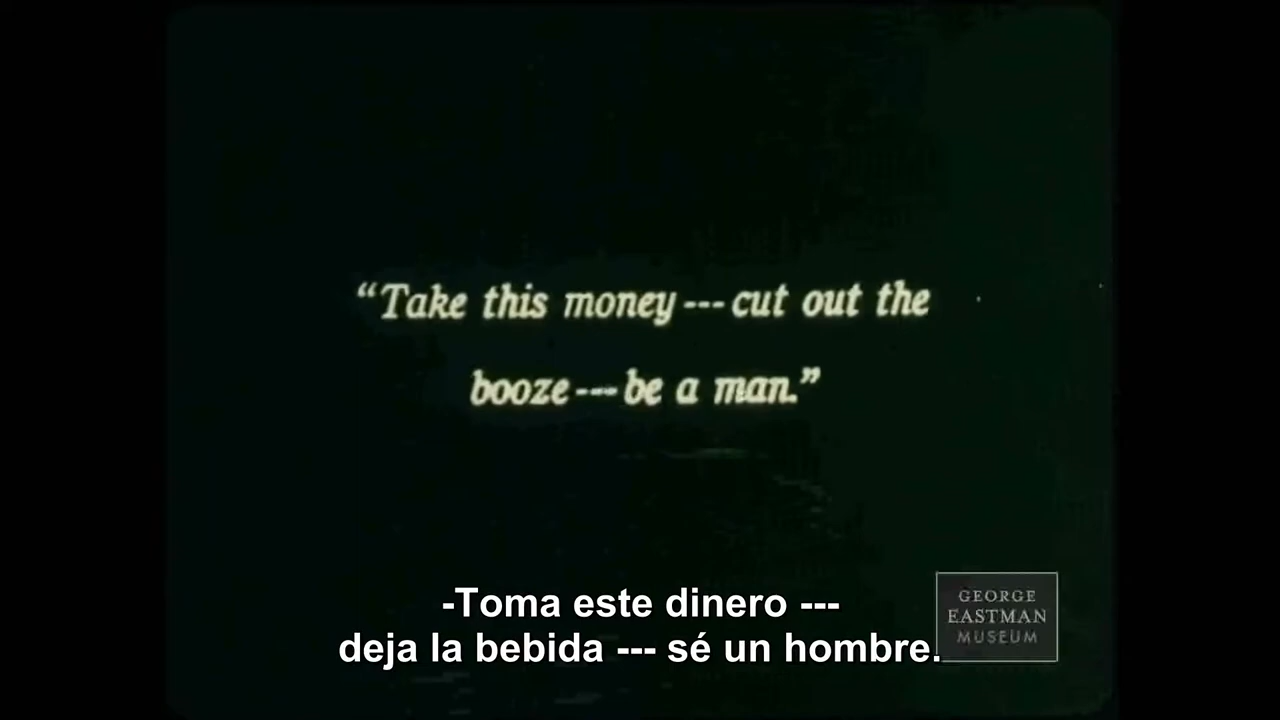 “Take this money---cut out the
booze---be a man.”
-Toma este dinero ---
deja la bebida --- sé un hombre.
GEORGE
EASTMAN
MUSEUM